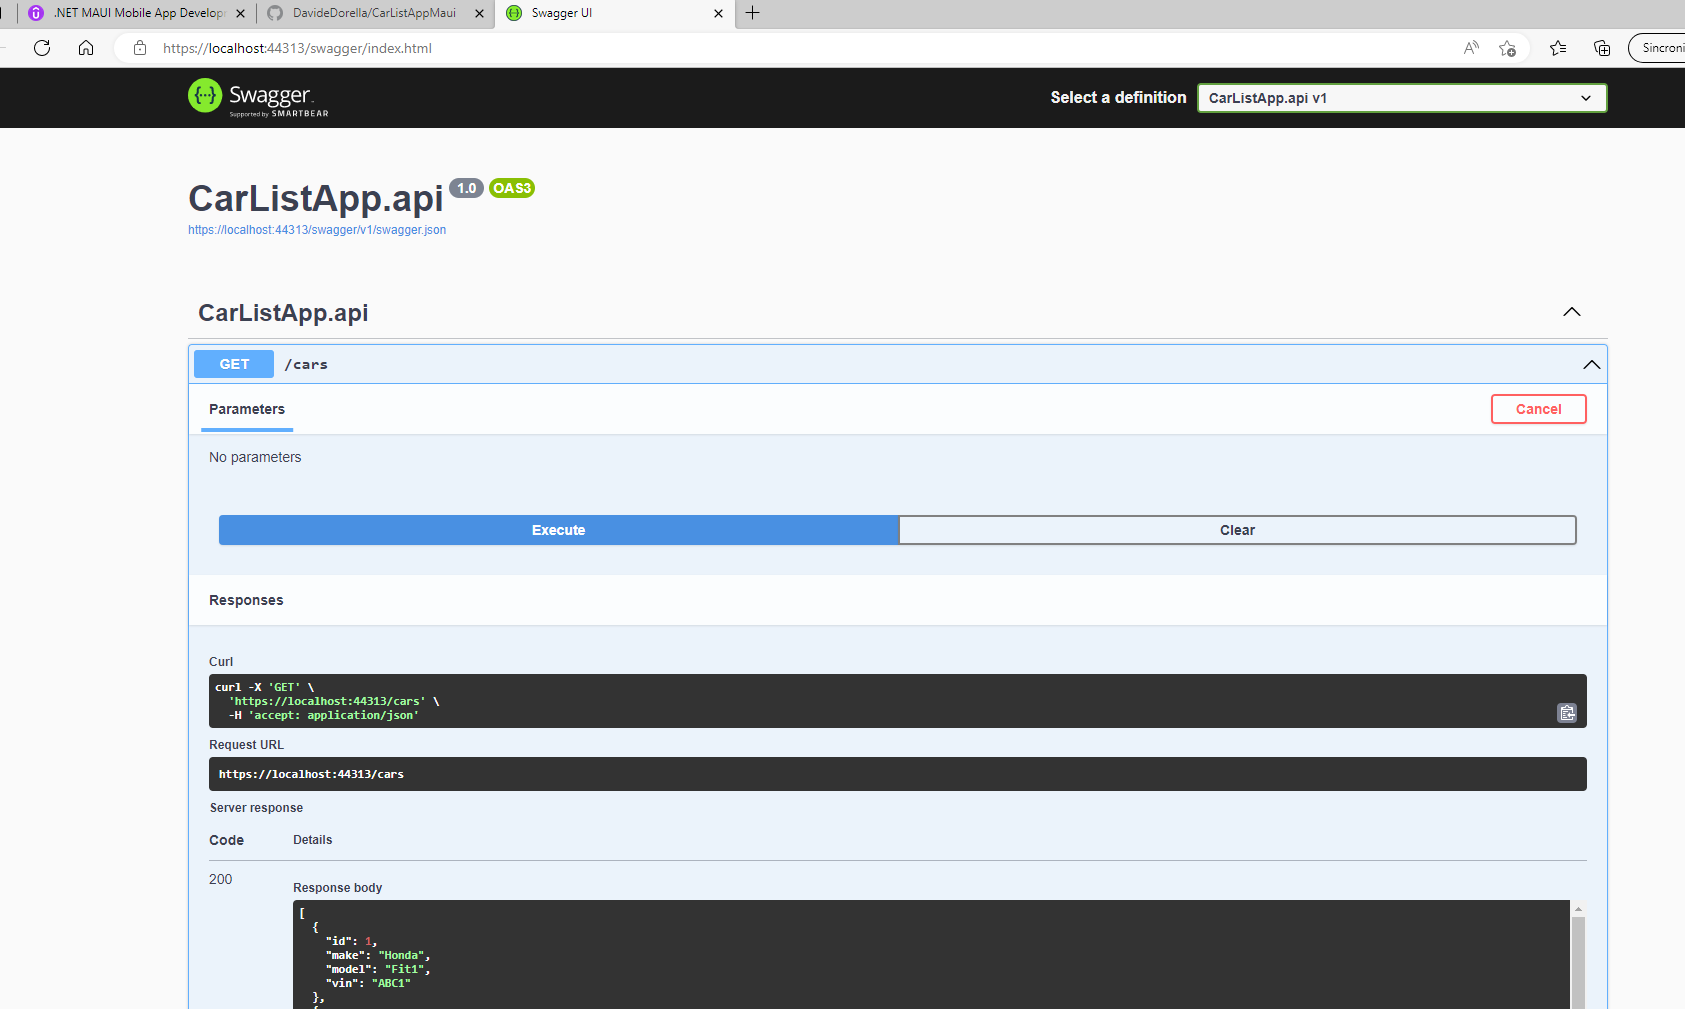 .NET MAUI Mobile App Develop
DavideDorella/CarListAppMaui
Swagger UI
https://localhost:44313/swagger/index.html
Sincroni
Swagger
Supported by SMARTBEAR
Select a definition
CarListApp.api v1
CarListApp.api 1.0 OAS3
https://localhost:44313/swagger/v1/swagger.json
CarListApp.api
GET /cars
Parameters
Cancel
No parameters
Execute
Clear
Responses
Curl
curl -X 'GET' \
'https://localhost:44313/cars' \
-H 'accept: application/json'
Request URL
https://localhost:44313/cars
Server response
Code Details
200
Response body
[
{
"id": 1,
"make": "Honda",
"model": "Fit1",
"vin": "ABC1"
},